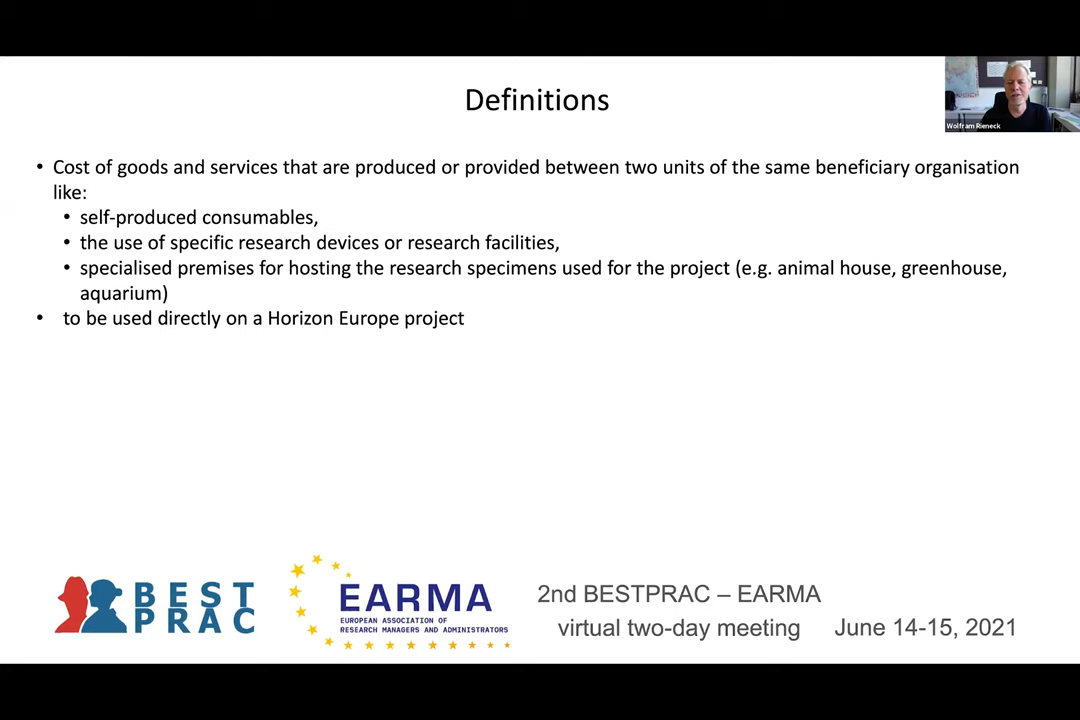 Definitions
Wolfram Rieneck
• Cost of goods and services that are produced or provided between two units of the same beneficiary organisation
like:
• self-produced consumables,
• the use of specific research devices or research facilities,
• specialised premises for hosting the research specimens used for the project (e.g. animal house, greenhouse,
aquarium)
• to be used directly on a Horizon Europe project
BEST
PRAC
EARMA
EUROPEAN ASSOCIATION OF
RESEARCH MANAGERS AND ADMINISTRATORS
2nd BESTPRAC – EARMA
virtual two-day meeting June 14-15, 2021